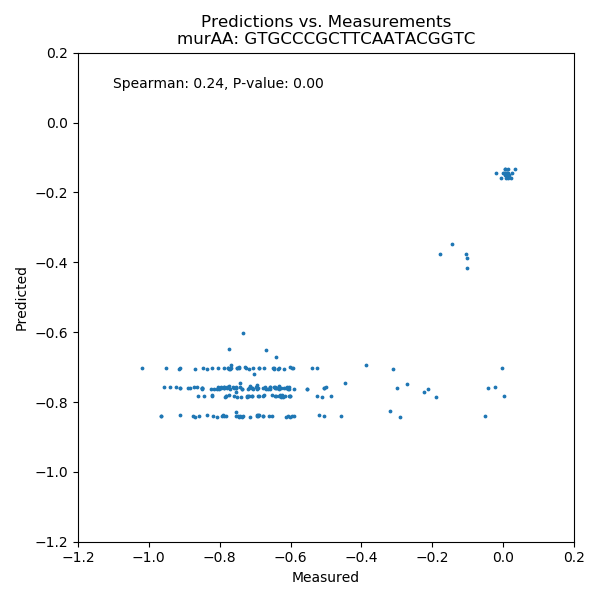 Predictions vs. Measurements
murAA: GTGCCCGCTTCAATACGGTC
Spearman: 0.24, P-value: 0.00
0.2
0.0
−0.2
−0.4
−0.6
−0.8
−1.0
−1.2
Predicted
−1.2 −1.0 −0.8 −0.6 −0.4 −0.2 0.0 0.2
Measured